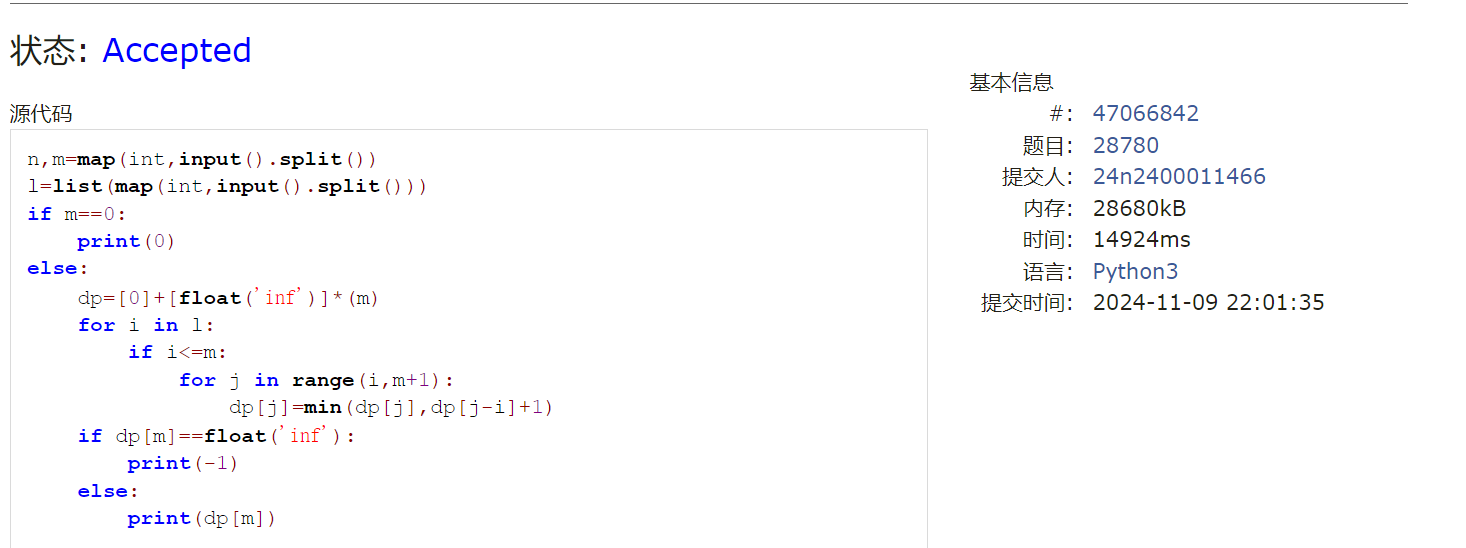 状态: Accepted
源代码
n,m=map(int,input().split())
l=list(map(int,input().split()))
if m==0:
    print(0)
else:
    dp=[0]+[float('inf')]*(m)
    for i in l:
        if i<=m:
            for j in range(i,m+1):
                dp[j]=min(dp[j],dp[j-i]+1)
    if dp[m]==float('inf'):
        print(-1)
    else:
        print(dp[m])
基本信息
#: 47066842
题目: 28780
提交人: 24n2400011466
内存: 28680kB
时间: 14924ms
语言: Python3
提交时间: 2024-11-09 22:01:35